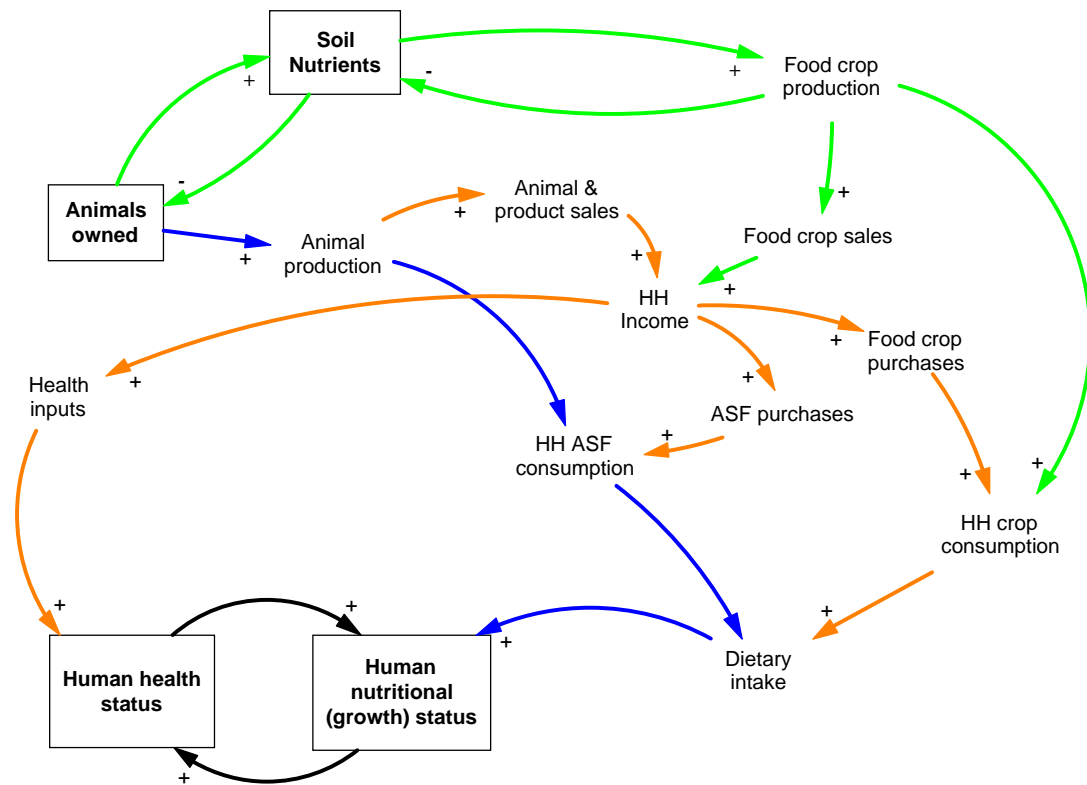 Soil
Nutrients
+
-
+
Food crop
production
-
Animals
owned
+
Animal
production
+
Animal &
product sales
+
Food crop sales
+
+
HH
Income
+
Food crop
purchases
+
Health
inputs
+
ASF purchases
+
HH ASF
consumption
+
+
HH crop
consumption
+
+
+
+
Dietary
intake
Human health
status
Human
nutritional
(growth) status
+
+